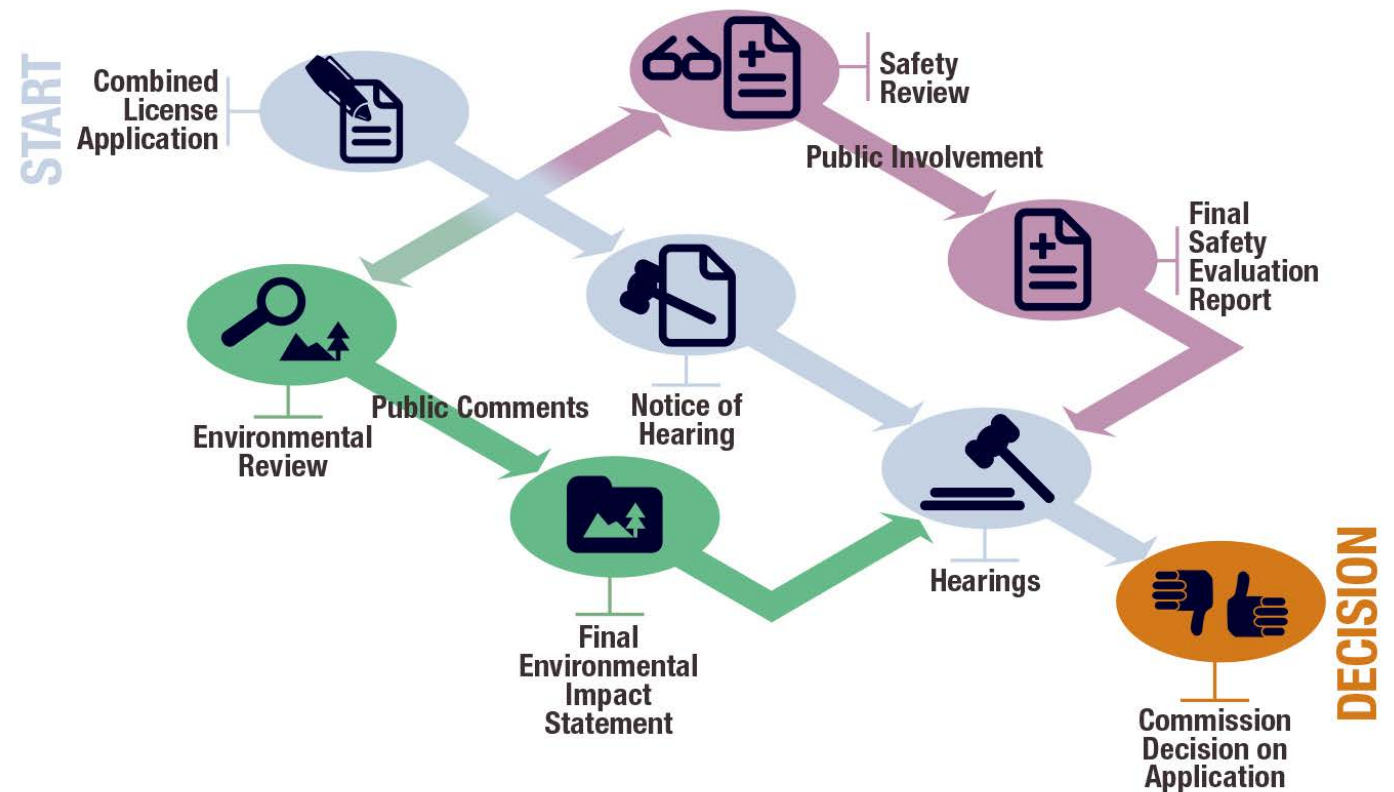 START
Combined
License
Application
Safety
Review
Public Involvement
Final
Safety
Evaluation
Report
Environmental
Review
Public Comments
Notice of
Hearing
Final
Environmental
Impact
Statement
Hearings
DECISION
Commission
Decision on
Application